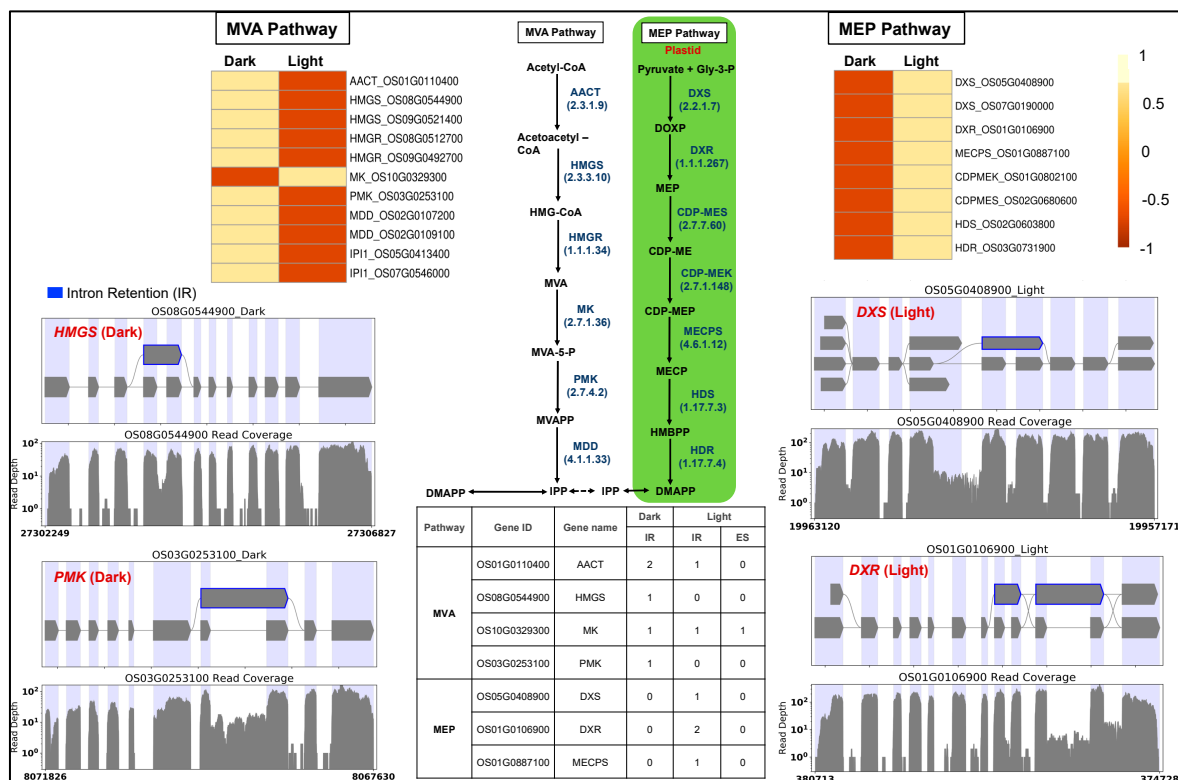 MVA Pathway
Dark Light
AACT_OS01G0110400
HMGS_OS08G0544900
HMGS_OS09G0521400
HMGR_OS08G0512700
HMGR_OS09G0492700
MK_OS10G0329300
PMK_OS03G0253100
MDD_OS02G0107200
MDD_OS02G0109100
IPI1_OS05G0413400
IPI1_OS07G0546000
Intron Retention (IR)
OS08G0544900_Dark
HMGS (Dark)
OS08G0544900 Read Coverage
Read Depth
10²
10¹
10⁰
27302249 27306827
OS03G0253100_Dark
PMK (Dark)
OS03G0253100 Read Coverage
Read Depth
10²
10¹
10⁰
8071826 8067630
MVA Pathway
Acetyl-CoA
AACT
(2.3.1.9)
Acetoacetyl –
CoA
HMGS
(2.3.3.10)
HMG-CoA
HMGR
(1.1.1.34)
MVA
MK
(2.7.1.36)
MVA-5-P
PMK
(2.7.4.2)
MVAPP
MDD
(4.1.1.33)
DMAPP IPP IPP DMAPP
MEP Pathway
Plastid
Pyruvate + Gly-3-P
DXS
(2.2.1.7)
DOXP
DXR
(1.1.1.267)
MEP
CDP-MES
(2.7.7.60)
CDP-ME
CDP-MEK
(2.7.1.148)
CDP-MEP
MECPS
(4.6.1.12)
MECP
HDS
(1.17.7.3)
HMBPP
HDR
(1.17.7.4)
Pathway Gene ID Gene name Dark Light
IR IR ES
MVA
OS01G0110400 AACT 2 1 0
OS08G0544900 HMGS 1 0 0
OS10G0329300 MK 1 1 1
OS03G0253100 PMK 1 0 0
MEP
OS05G0408900 DXS 0 1 0
OS01G0106900 DXR 0 2 0
OS01G0887100 MECPS 0 1 0
MEP Pathway
Dark Light
DXS_OS05G0408900
DXS_OS07G0190000
DXR_OS01G0106900
MECPS_OS01G0887100
CDPMEK_OS01G0802100
CDPMES_OS02G0680600
HDS_OS02G0603800
HDR_OS03G0731900
1
0.5
0
-0.5
-1
OS05G0408900_Light
DXS (Light)
OS05G0408900 Read Coverage
Read Depth
10²
10¹
10⁰
19963120 19957171
OS01G0106900_Light
DXR (Light)
OS01G0106900 Read Coverage
Read Depth
10²
10¹
10⁰
380713 374728